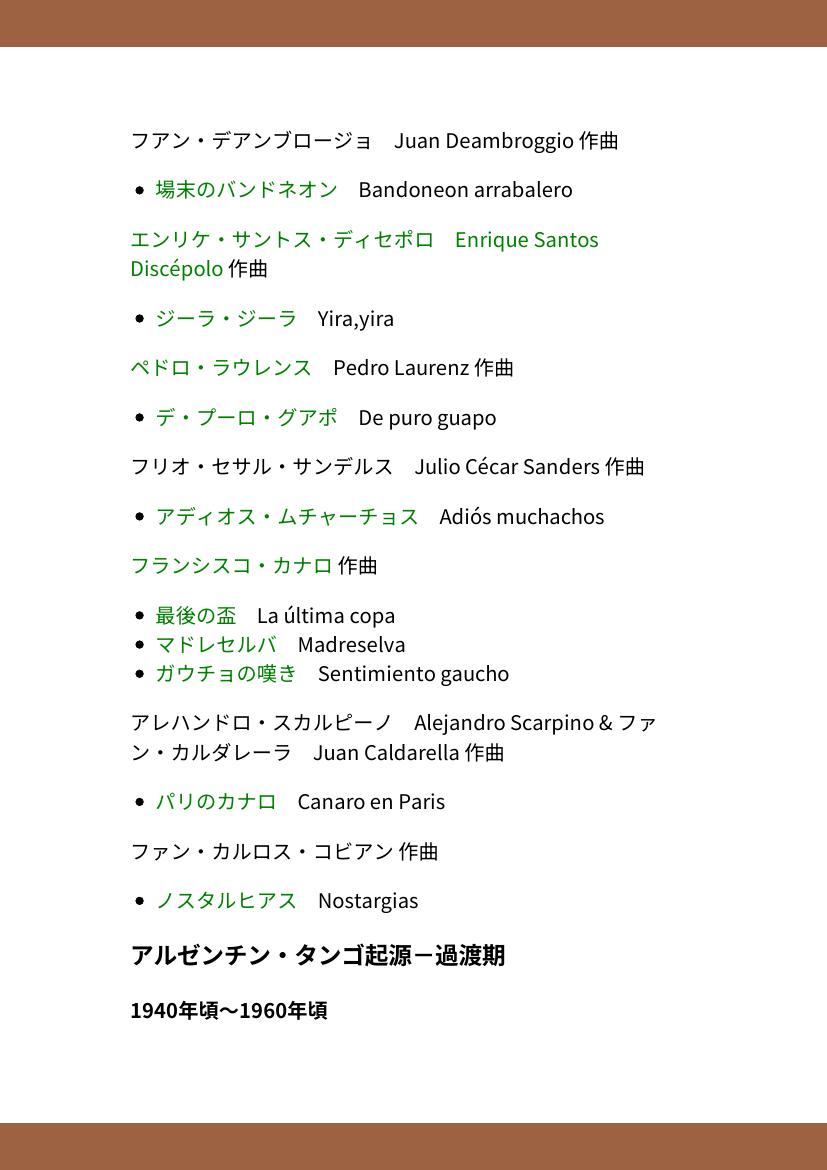 フアン・デアンブロージョ　Juan Deambroggio 作曲
• 場末のバンドネオン　Bandoneon arrabalero
エンリケ・サントス・ディセポロ　Enrique Santos
Discépolo 作曲
• ジーラ・ジーラ　Yira,yira
ペドロ・ラウレンス　Pedro Laurenz 作曲
• デ・プーロ・グアポ　De puro guapo
フリオ・セサル・サンデルス　Julio Cécar Sanders 作曲
• アディオス・ムチャーチョス　Adiós muchachos
フランシスコ・カナロ 作曲
• 最後の盃　La última copa
• マドレセルバ　Madreselva
• ガウチョの嘆き　Sentimiento gaucho
アレハンドロ・スカルピーノ　Alejandro Scarpino & ファ
ン・カルダレーラ　Juan Caldarella 作曲
• パリのカナロ　Canaro en Paris
ファン・カルロス・コビアン 作曲
• ノスタルヒアス　Nostargias
アルゼンチン・タンゴ起源－過渡期
1940年頃〜1960年頃